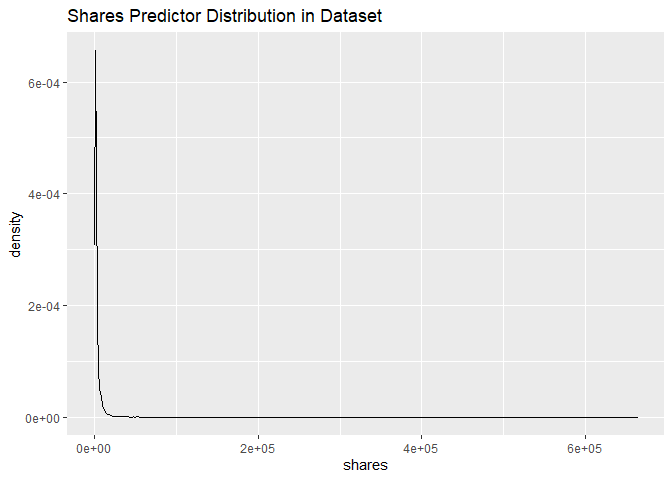 Shares Predictor Distribution in Dataset
6e-04
4e-04
2e-04
0e+00
density
0e+00 2e+05 4e+05 6e+05
shares